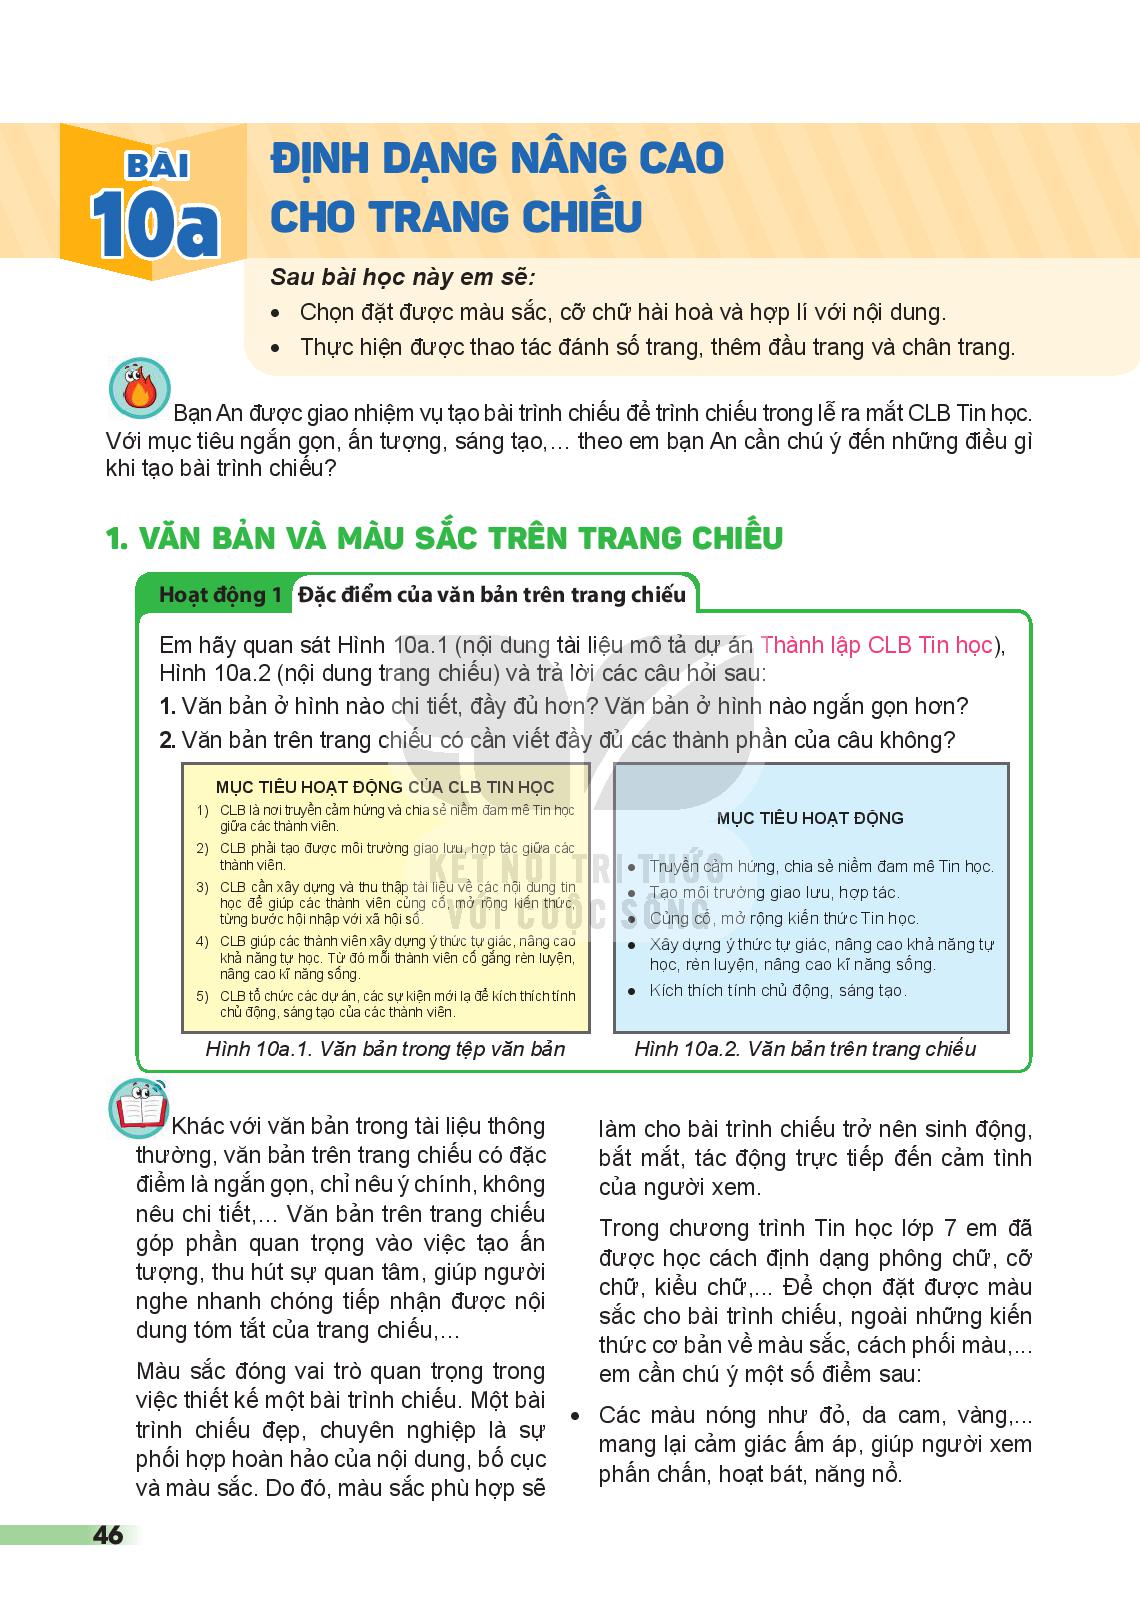 BÀI
10a
ĐỊNH DẠNG NÂNG CAO
CHO TRANG CHIẾU
Sau bài học này em sẽ:
• Chọn đặt được màu sắc, cỡ chữ hài hoà và hợp lí với nội dung.
• Thực hiện được thao tác đánh số trang, thêm đầu trang và chân trang.
Bạn An được giao nhiệm vụ tạo bài trình chiếu để trình chiếu trong lễ ra mắt CLB Tin học.
Với mục tiêu ngắn gọn, ấn tượng, sáng tạo,... theo em bạn An cần chú ý đến những điều gì
khi tạo bài trình chiếu?
1. VĂN BẢN VÀ MÀU SẮC TRÊN TRANG CHIẾU
Hoạt động 1 Đặc điểm của văn bản trên trang chiếu
Em hãy quan sát Hình 10a.1 (nội dung tài liệu mô tả dự án Thành lập CLB Tin học),
Hình 10a.2 (nội dung trang chiếu) và trả lời các câu hỏi sau:
1. Văn bản ở hình nào chi tiết, đầy đủ hơn? Văn bản ở hình nào ngắn gọn hơn?
2. Văn bản trên trang chiếu có cần viết đầy đủ các thành phần của câu không?
MỤC TIÊU HOẠT ĐỘNG CỦA CLB TIN HỌC
1) CLB là nơi truyền cảm hứng và chia sẻ niềm đam mê Tin học
giữa các thành viên.
2) CLB phải tạo được môi trường giao lưu, hợp tác giữa các
thành viên.
3) CLB cần xây dựng và thu thập tài liệu về các nội dung tin
học để giúp các thành viên củng cố, mở rộng kiến thức,
từng bước hội nhập với xã hội số.
4) CLB giúp các thành viên xây dựng ý thức tự giác, nâng cao
khả năng tự học. Từ đó mỗi thành viên cố gắng rèn luyện,
nâng cao kĩ năng sống.
5) CLB tổ chức các dự án, các sự kiện mới lạ để kích thích tính
chủ động, sáng tạo của các thành viên.
Hình 10a.1. Văn bản trong tệp văn bản
MỤC TIÊU HOẠT ĐỘNG
• Truyền cảm hứng, chia sẻ niềm đam mê Tin học.
• Tạo môi trường giao lưu, hợp tác.
• Củng cố, mở rộng kiến thức Tin học.
• Xây dựng ý thức tự giác, nâng cao khả năng tự
học, rèn luyện, nâng cao kĩ năng sống.
• Kích thích tính chủ động, sáng tạo.
Hình 10a.2. Văn bản trên trang chiếu
KẾT NỐI TRI THỨC
VỚI CUỘC SỐNG
Khác với văn bản trong tài liệu thông
thường, văn bản trên trang chiếu có đặc
điểm là ngắn gọn, chỉ nêu ý chính, không
nêu chi tiết,... Văn bản trên trang chiếu
góp phần quan trọng vào việc tạo ấn
tượng, thu hút sự quan tâm, giúp người
nghe nhanh chóng tiếp nhận được nội
dung tóm tắt của trang chiếu,...
Màu sắc đóng vai trò quan trọng trong
việc thiết kế một bài trình chiếu. Một bài
trình chiếu đẹp, chuyên nghiệp là sự
phối hợp hoàn hảo của nội dung, bố cục
và màu sắc. Do đó, màu sắc phù hợp sẽ
làm cho bài trình chiếu trở nên sinh động,
bắt mắt, tác động trực tiếp đến cảm tình
của người xem.
Trong chương trình Tin học lớp 7 em đã
được học cách định dạng phông chữ, cỡ
chữ, kiểu chữ,... Để chọn đặt được màu
sắc cho bài trình chiếu, ngoài những kiến
thức cơ bản về màu sắc, cách phối màu,...
em cần chú ý một số điểm sau:
• Các màu nóng như đỏ, da cam, vàng,...
mang lại cảm giác ấm áp, giúp người xem
phấn chấn, hoạt bát, năng nổ.
46